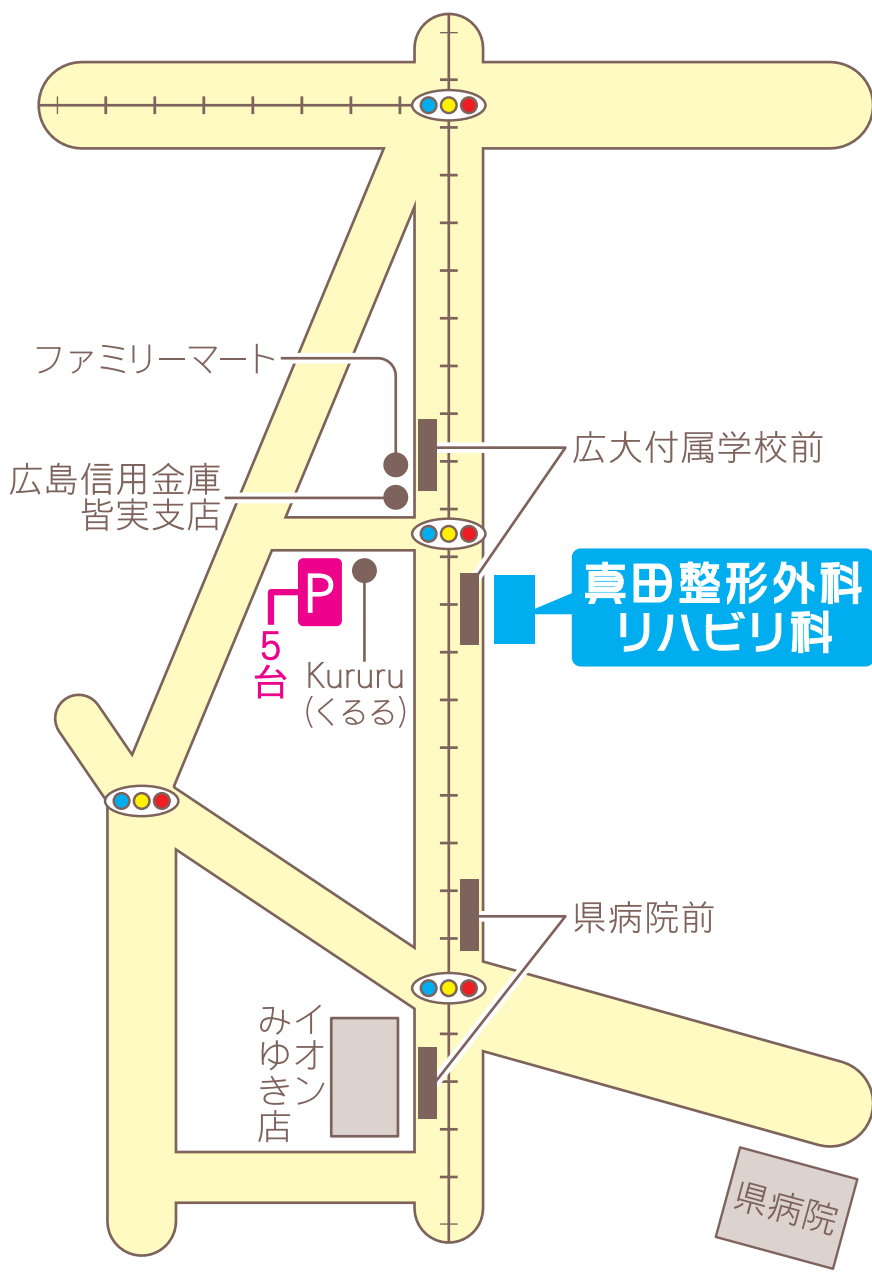 ファミリーマート
広大付属学校前
広島信用金庫
皆実支店
真田整形外科
リハビリ科
P
5台
Kururu
(くるる)
県病院前
イオン
みゆき店
県病院